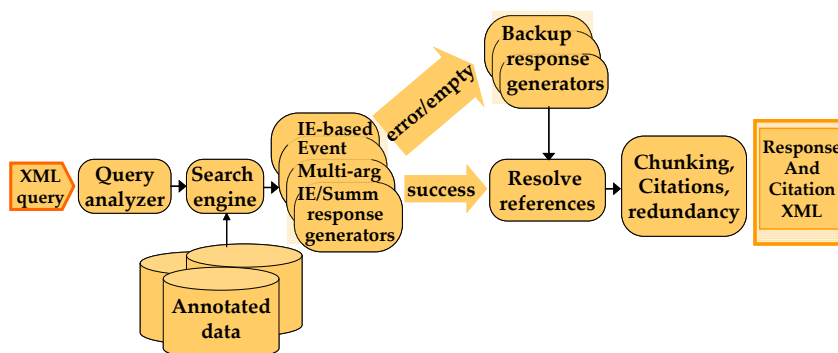 XML
query
Query
analyzer
Search
engine
Annotated
data
IE-based
Event
Multi-arg
IE/Summ
response
generators
error/empty
success
Backup
response
generators
Resolve
references
Chunking,
Citations,
redundancy
Response
And
Citation
XML